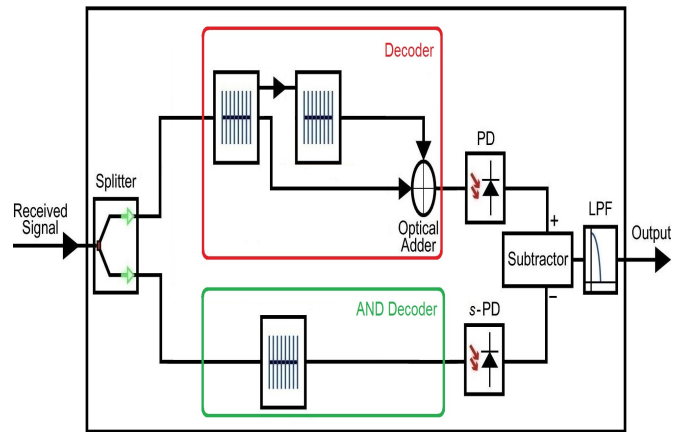 Decoder
PD
Splitter
LPF
Received
Signal
Optical
Adder
+
Output
Subtractor
−
AND Decoder
s-PD